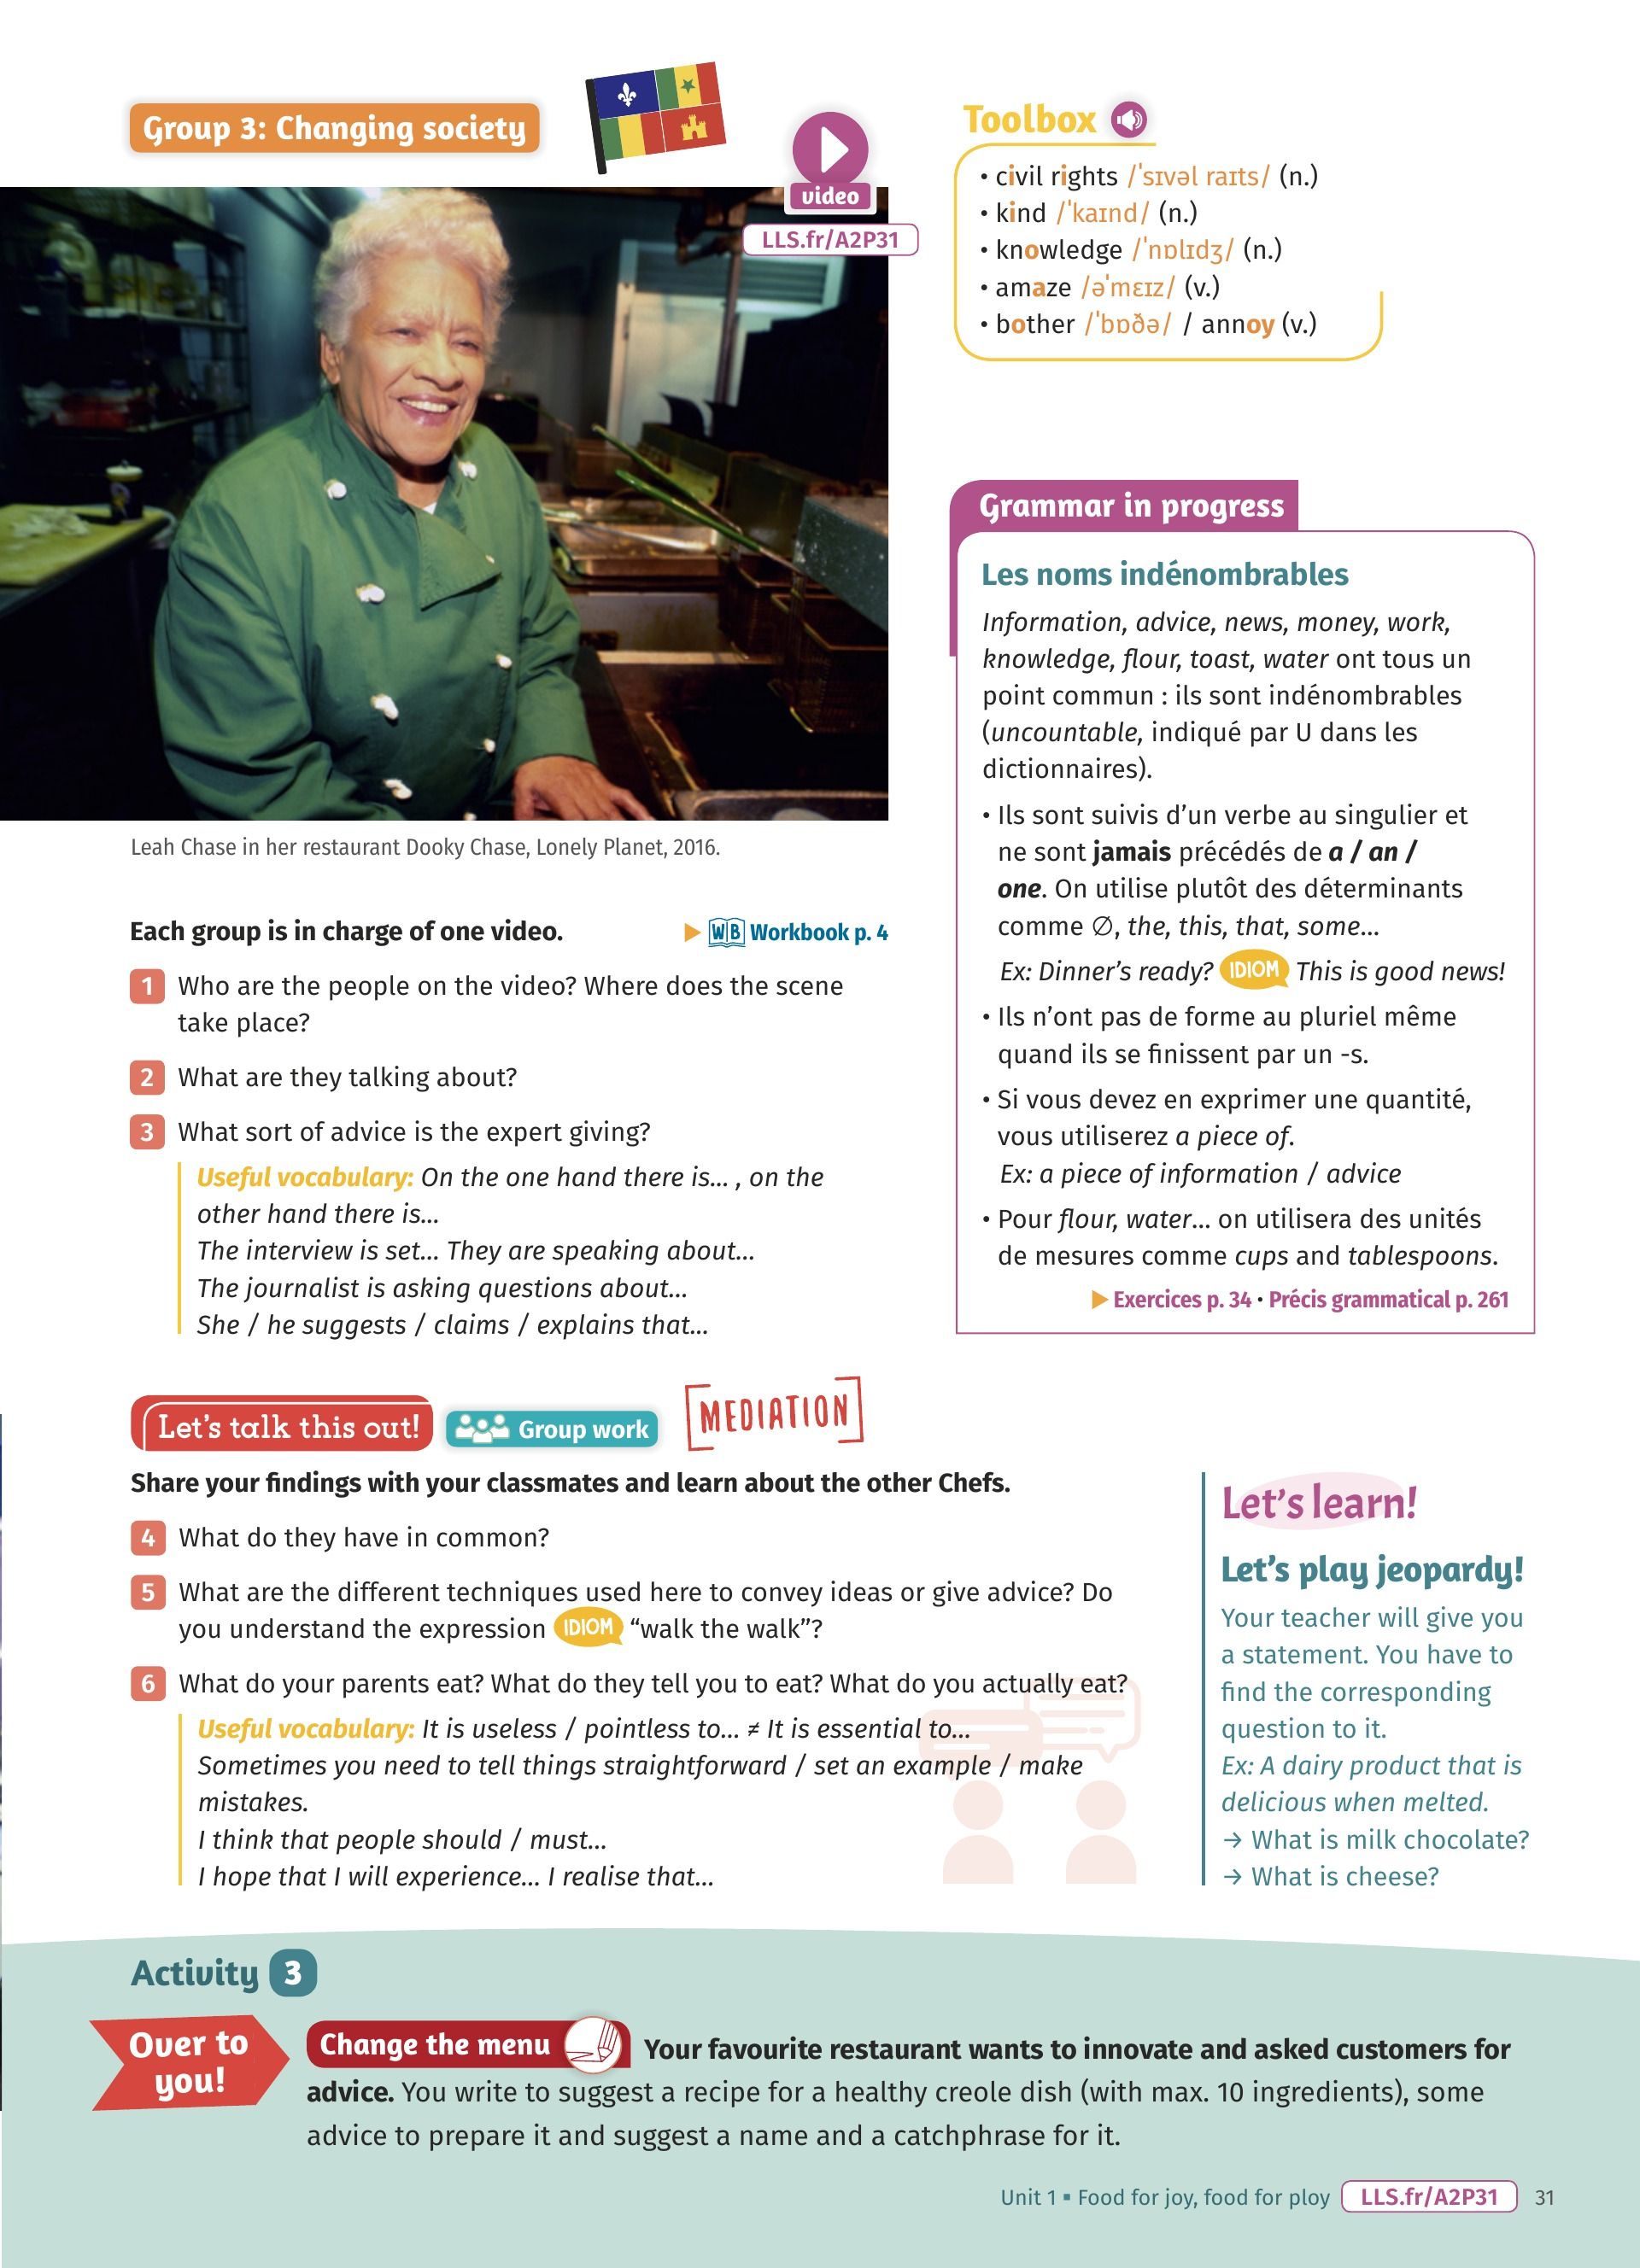 Group 3: Changing society
video
LLS.fr/A2P31
Leah Chase in her restaurant Dooky Chase, Lonely Planet, 2016.
Toolbox
• civil rights /ˈsɪvəl raɪts/ (n.)
• kind /ˈkaɪnd/ (n.)
• knowledge /ˈnɒlɪdʒ/ (n.)
• amaze /əˈmɛɪz/ (v.)
• bother /ˈbɒðə/ / annoy (v.)
Grammar in progress
Les noms indénombrables
Information, advice, news, money, work,
knowledge, flour, toast, water ont tous un
point commun : ils sont indénombrables
(uncountable, indiqué par U dans les
dictionnaires).
• Ils sont suivis d’un verbe au singulier et
ne sont jamais précédés de a / an /
one. On utilise plutôt des déterminants
comme ∅, the, this, that, some...
Ex: Dinner’s ready? IDIOM This is good news!
• Ils n’ont pas de forme au pluriel même
quand ils se finissent par un -s.
• Si vous devez en exprimer une quantité,
vous utiliserez a piece of.
Ex: a piece of information / advice
• Pour flour, water... on utilisera des unités
de mesures comme cups and tablespoons.
Exercices p. 34 • Précis grammatical p. 261
Each group is in charge of one video.
WB Workbook p. 4
1 Who are the people on the video? Where does the scene
take place?
2 What are they talking about?
3 What sort of advice is the expert giving?
Useful vocabulary: On the one hand there is... , on the
other hand there is...
The interview is set... They are speaking about...
The journalist is asking questions about...
She / he suggests / claims / explains that...
Let’s talk this out!
Group work
MEDIATION
Share your findings with your classmates and learn about the other Chefs.
4 What do they have in common?
5 What are the different techniques used here to convey ideas or give advice? Do
you understand the expression IDIOM “walk the walk”?
6 What do your parents eat? What do they tell you to eat? What do you actually eat?
Useful vocabulary: It is useless / pointless to... ≠ It is essential to...
Sometimes you need to tell things straightforward / set an example / make
mistakes.
I think that people should / must...
I hope that I will experience... I realise that...
Let’s learn!
Let’s play jeopardy!
Your teacher will give you
a statement. You have to
find the corresponding
question to it.
Ex: A dairy product that is
delicious when melted.
→ What is milk chocolate?
→ What is cheese?
Activity 3
Over to
you!
Change the menu
Your favourite restaurant wants to innovate and asked customers for
advice. You write to suggest a recipe for a healthy creole dish (with max. 10 ingredients), some
advice to prepare it and suggest a name and a catchphrase for it.
Unit 1 ▪ Food for joy, food for ploy
LLS.fr/A2P31
31